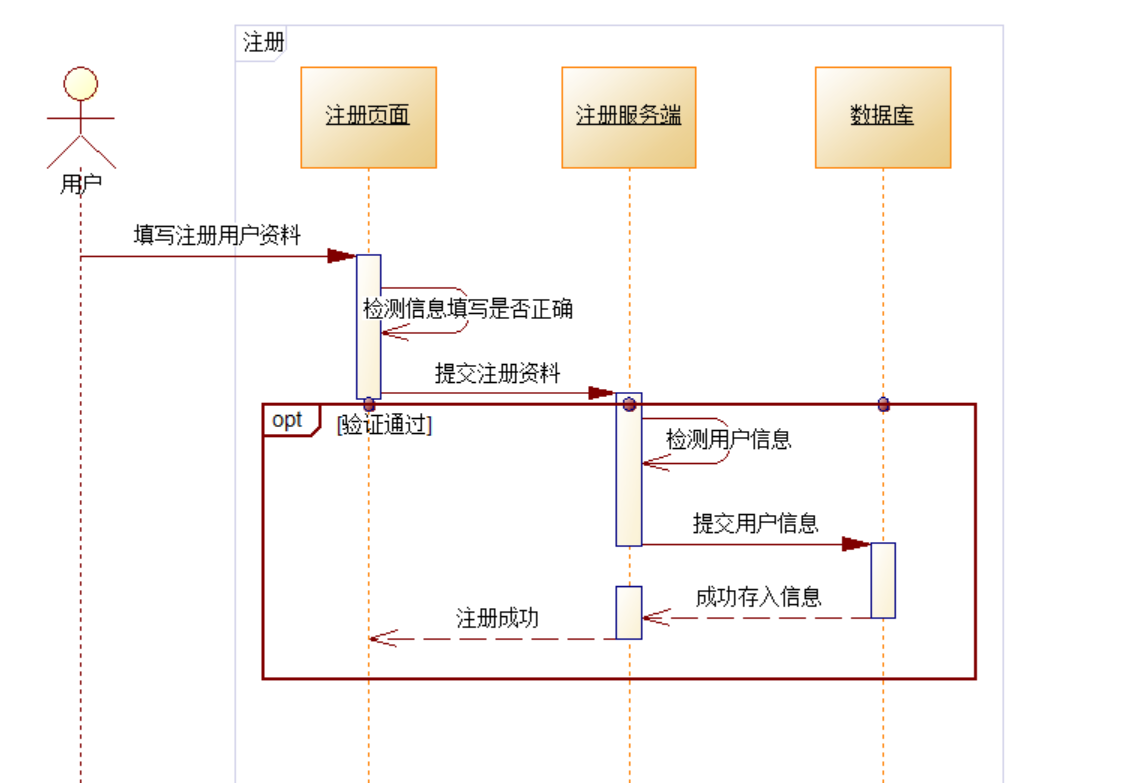 注册
注册页面
注册服务端
数据库
用户
填写注册用户资料
检测信息填写是否正确
提交注册资料
opt
[验证通过]
检测用户信息
提交用户信息
成功存入信息
注册成功